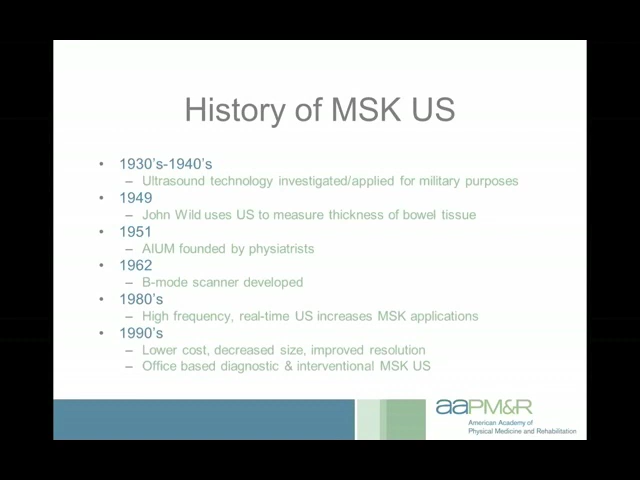 History of MSK US
• 1930's-1940's
– Ultrasound technology investigated/applied for military purposes
• 1949
– John Wild uses US to measure thickness of bowel tissue
• 1951
– AIUM founded by physiatrists
• 1962
– B-mode scanner developed
• 1980's
– High frequency, real-time US increases MSK applications
• 1990's
– Lower cost, decreased size, improved resolution
– Office based diagnostic & interventional MSK US
aaPM&R
American Academy of
Physical Medicine and Rehabilitation